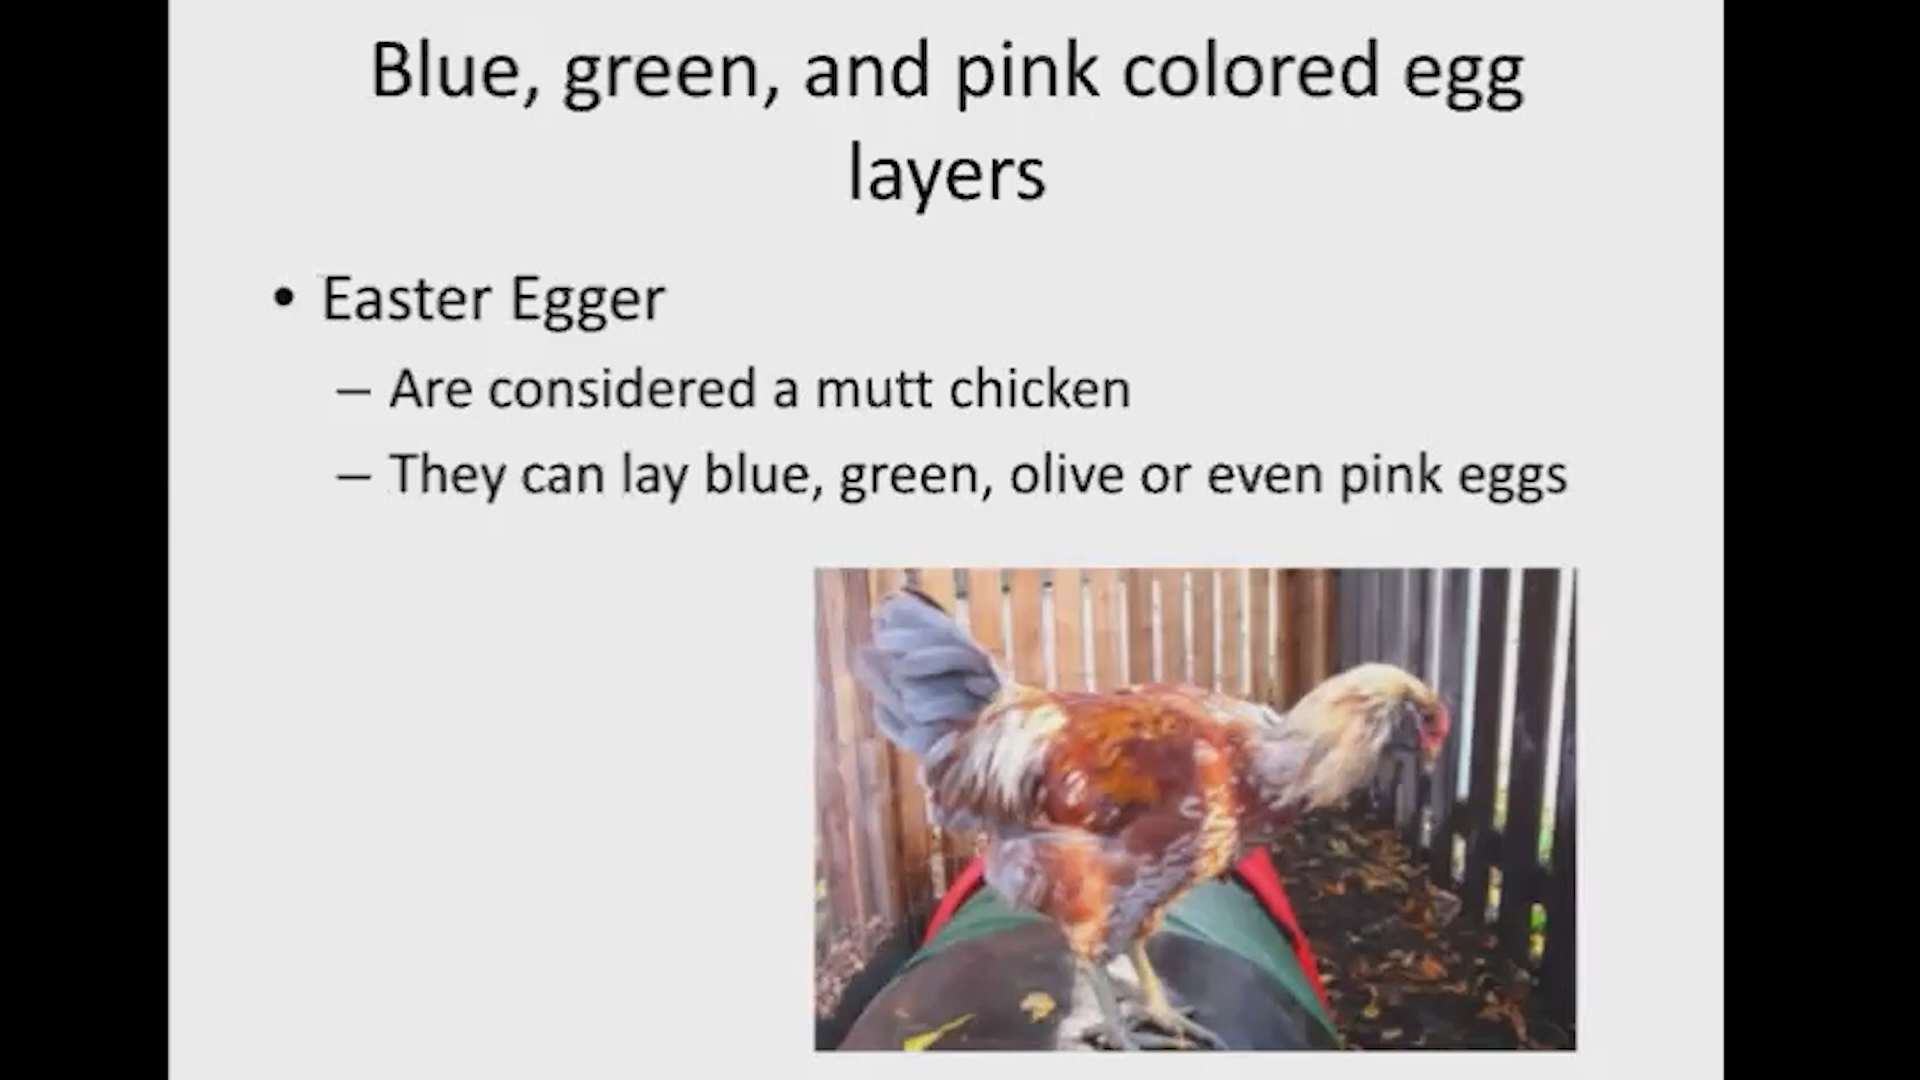 Blue, green, and pink colored egg
layers
• Easter Egger
– Are considered a mutt chicken
– They can lay blue, green, olive or even pink eggs